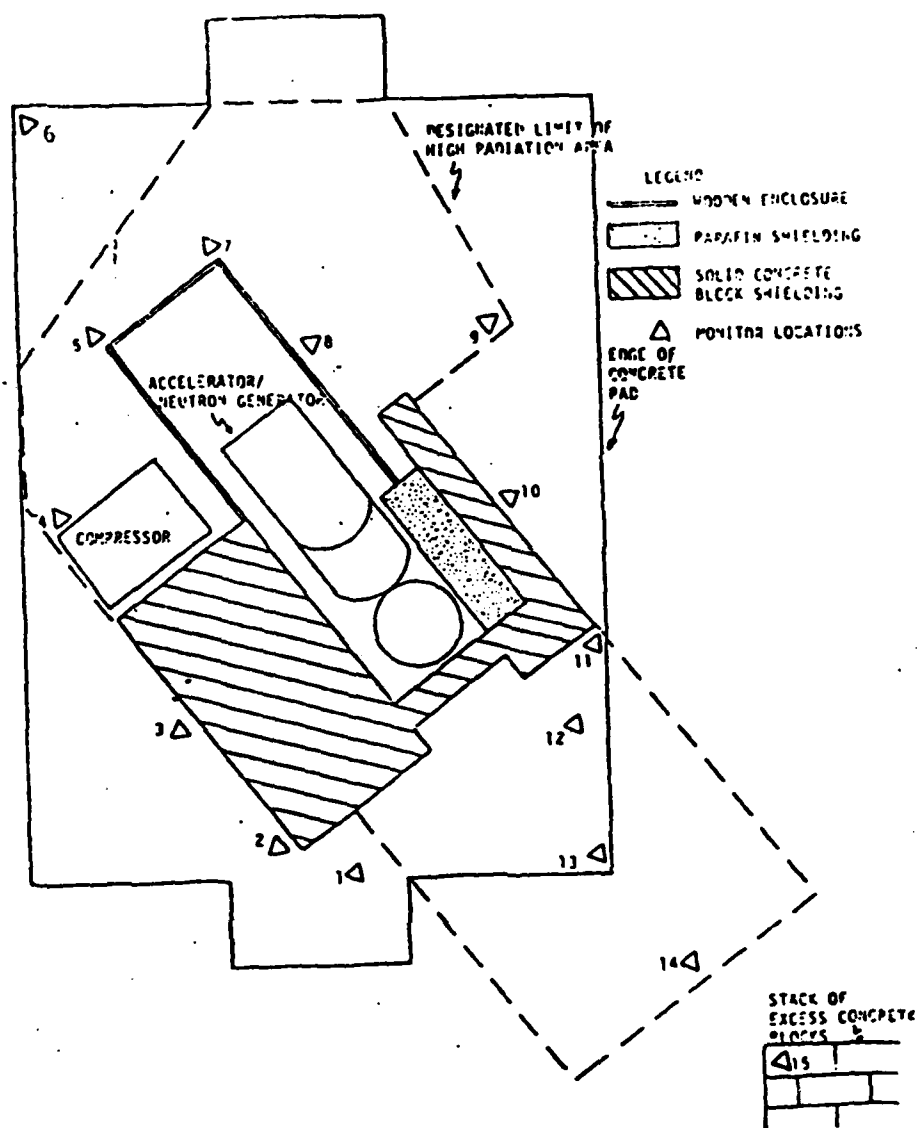 6
DESIGNATED LIMIT OF
HIGH RADIATION AREA
LEGEND
WOODEN ENCLOSURE
PARAFIN SHIELDING
SOLID CONCRETE
BLOCK SHIELDING
MONITOR LOCATIONS
EDGE OF
CONCRETE
PAD
7
5
8
9
ACCELERATOR/
NEUTRON GENERATOR
10
4
COMPRESSOR
11
3
12
2
1
13
14
STACK OF
EXCESS CONCRETE
BLOCKS
15